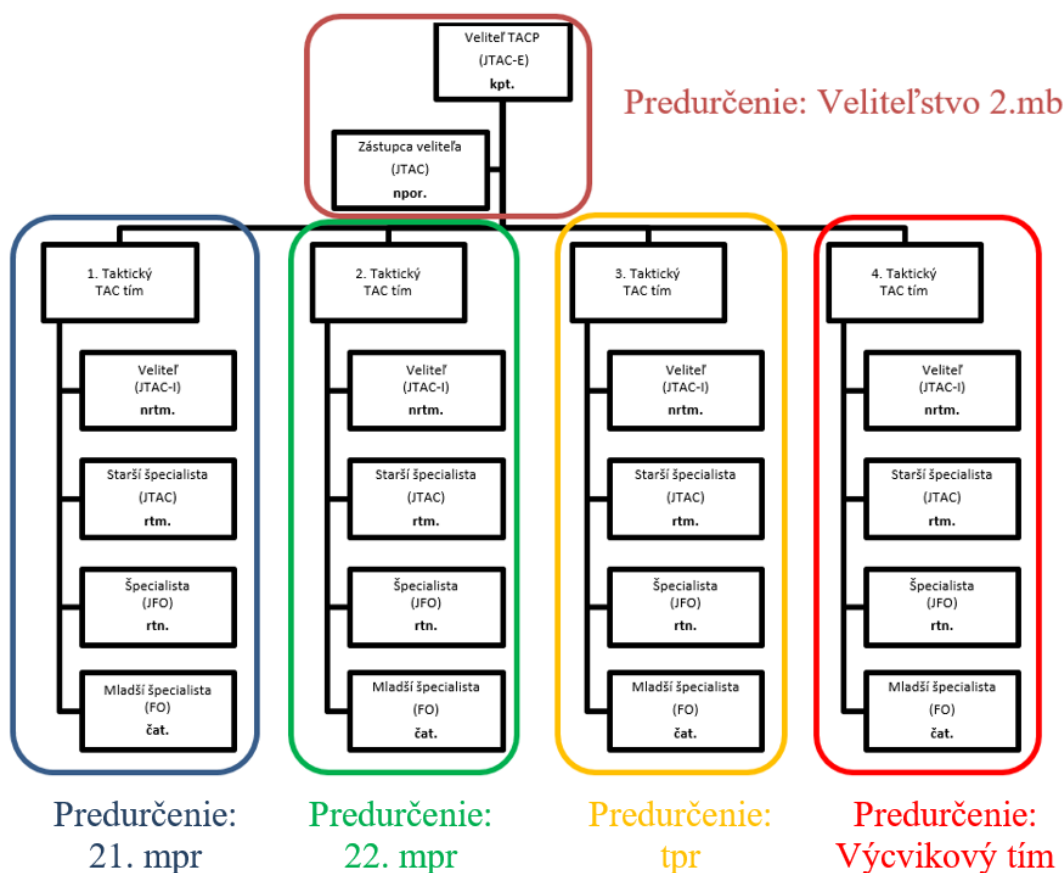 Veliteľ TACP
(JTAC-E)
kpt.
Predurčenie: Veliteľstvo 2.mb
Zástupca veliteľa
(JTAC)
npor.
1. Taktický
TAC tím
Veliteľ
(JTAC-I)
nrtm.
Starší špecialista
(JTAC)
rtm.
Špecialista
(JFO)
rtn.
Mladší špecialista
(FO)
čat.
Predurčenie:
21. mpr
2. Taktický
TAC tím
Veliteľ
(JTAC-I)
nrtm.
Starší špecialista
(JTAC)
rtm.
Špecialista
(JFO)
rtn.
Mladší špecialista
(FO)
čat.
Predurčenie:
22. mpr
3. Taktický
TAC tím
Veliteľ
(JTAC-I)
nrtm.
Starší špecialista
(JTAC)
rtm.
Špecialista
(JFO)
rtn.
Mladší špecialista
(FO)
čat.
Predurčenie:
tpr
4. Taktický
TAC tím
Veliteľ
(JTAC-I)
nrtm.
Starší špecialista
(JTAC)
rtm.
Špecialista
(JFO)
rtn.
Mladší špecialista
(FO)
čat.
Predurčenie:
Výcvikový tím